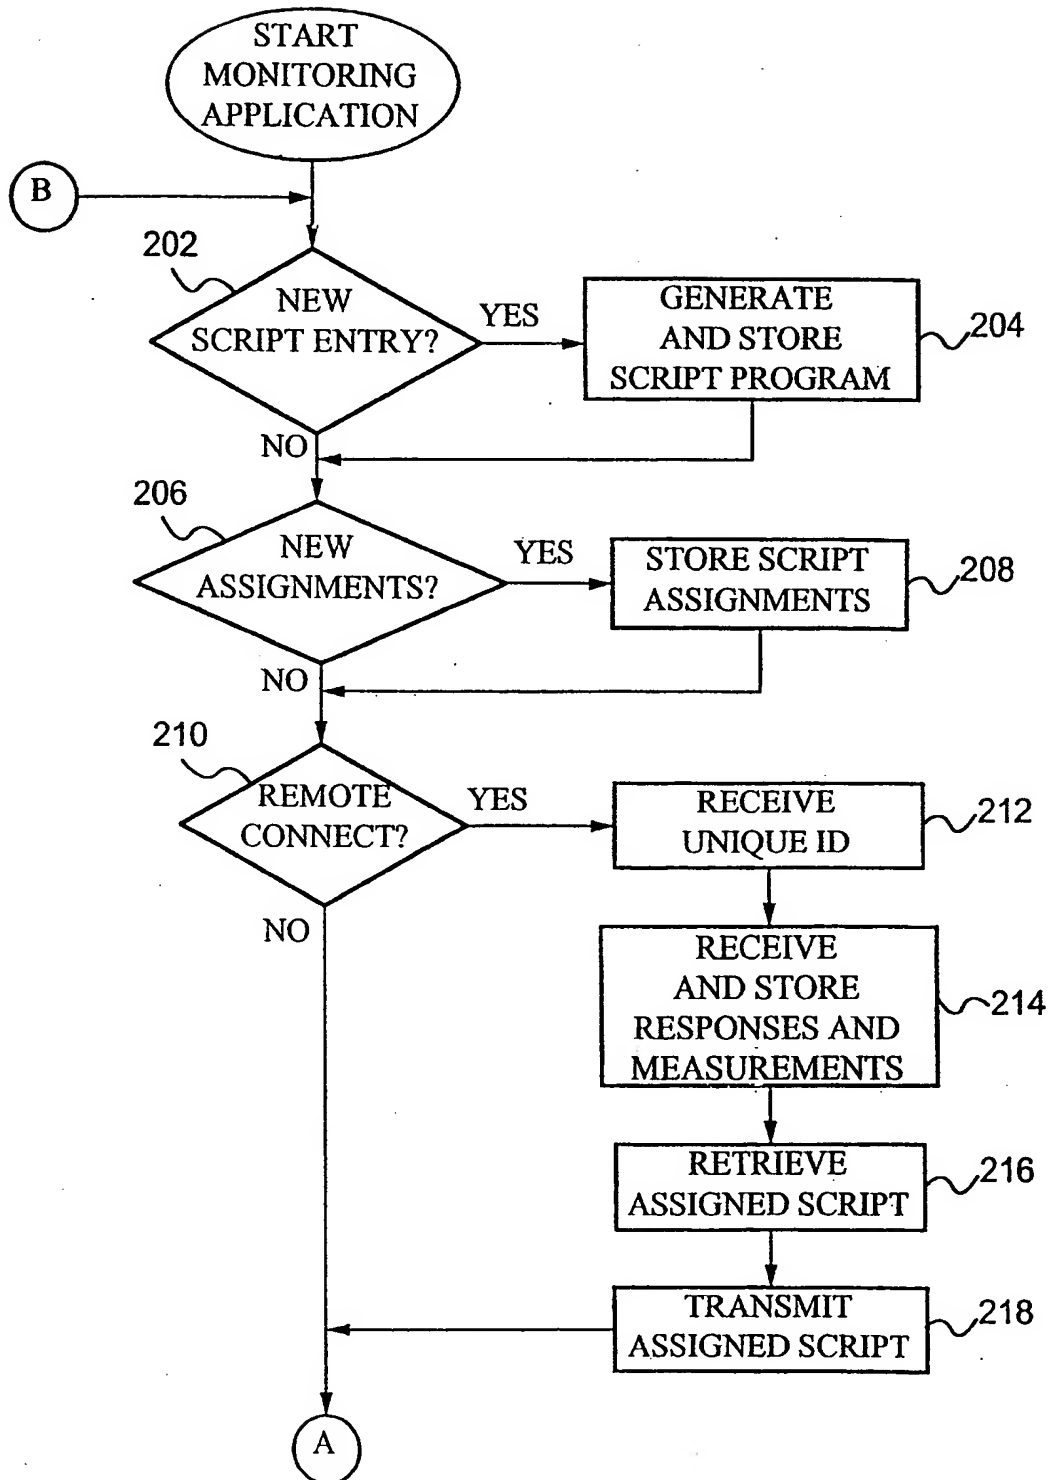 START
MONITORING
APPLICATION
B
202
NEW
SCRIPT ENTRY?
YES
GENERATE
AND STORE
SCRIPT PROGRAM
204
NO
206
NEW
ASSIGNMENTS?
YES
STORE SCRIPT
ASSIGNMENTS
208
NO
210
REMOTE
CONNECT?
YES
RECEIVE
UNIQUE ID
212
NO
RECEIVE
AND STORE
RESPONSES AND
MEASUREMENTS
214
RETRIEVE
ASSIGNED SCRIPT
216
TRANSMIT
ASSIGNED SCRIPT
218
A